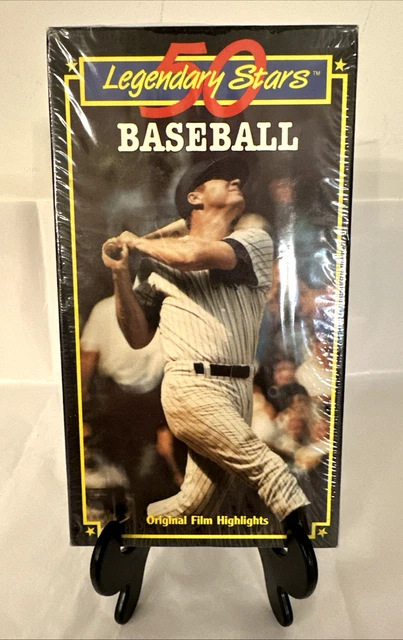 50
Legendary Stars™
BASEBALL
Original Film Highlights